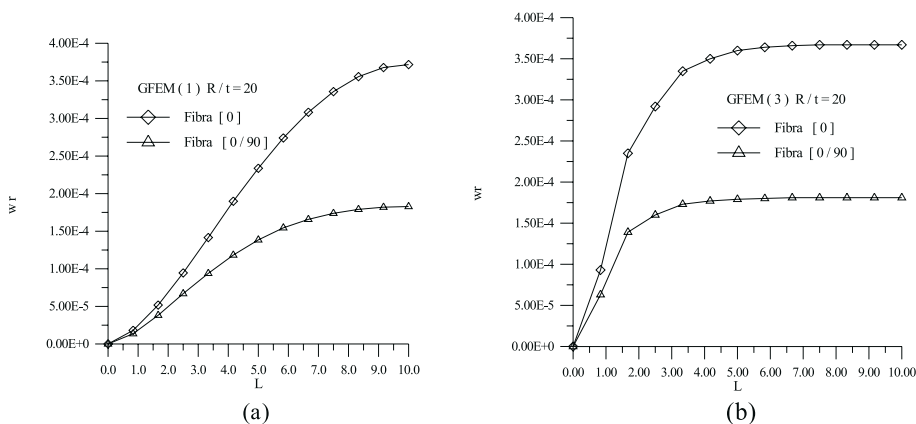 4.00E-4
3.50E-4
3.00E-4
2.50E-4
2.00E-4
1.50E-4
1.00E-4
5.00E-5
0.00E+0
wr
GFEM ( 1 ) R / t = 20
Fibra [ 0 ]
Fibra [ 0 / 90 ]
0.0 1.0 2.0 3.0 4.0 5.0 6.0 7.0 8.0 9.0 10.0
L
(a)
4.00E-4
3.50E-4
3.00E-4
2.50E-4
2.00E-4
1.50E-4
1.00E-4
5.00E-5
0.00E+0
wr
GFEM ( 3 ) R / t = 20
Fibra [ 0 ]
Fibra [ 0 / 90 ]
0.00 1.00 2.00 3.00 4.00 5.00 6.00 7.00 8.00 9.00 10.00
L
(b)